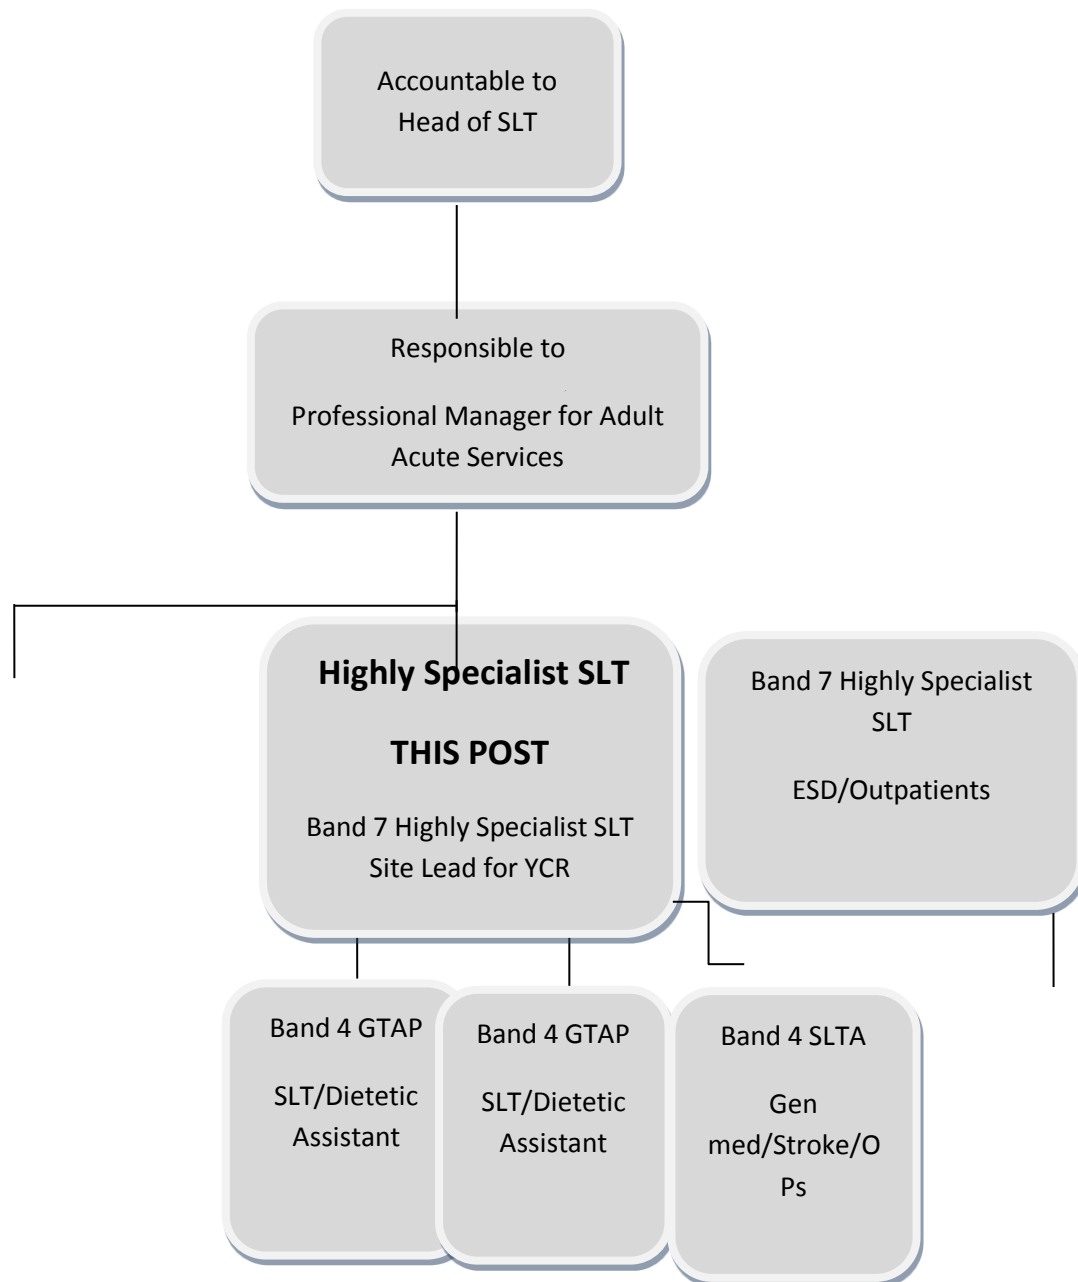 Accountable to
Head of SLT
Responsible to
Professional Manager for Adult
Acute Services
Highly Specialist SLT
THIS POST
Band 7 Highly Specialist SLT
Site Lead for YCR
Band 7 Highly Specialist
SLT
ESD/Outpatients
Band 4 GTAP
SLT/Dietetic
Assistant
Band 4 GTAP
SLT/Dietetic
Assistant
Band 4 SLTA
Gen
med/Stroke/O
Ps